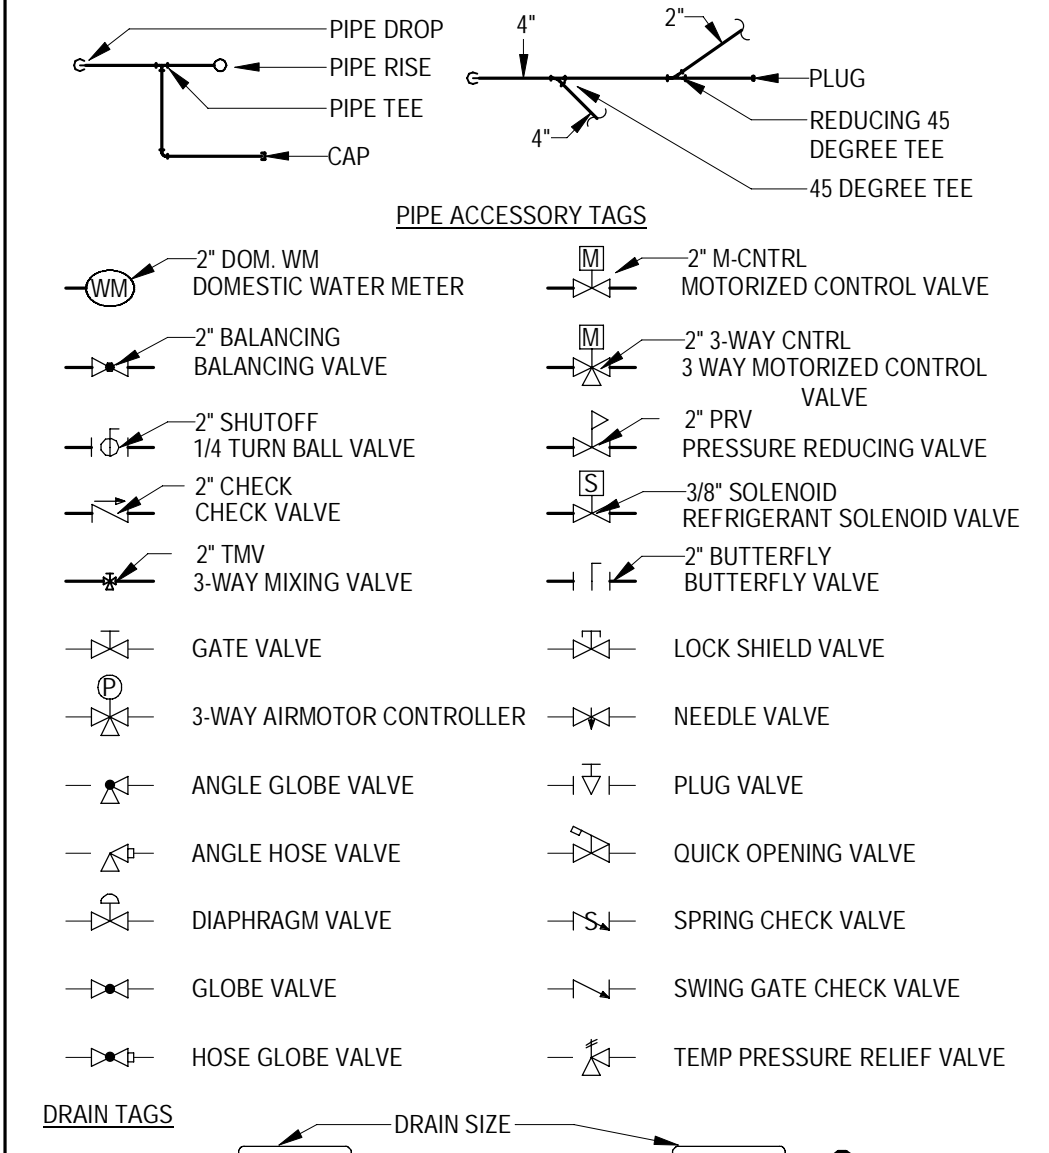 PIPE DROP
PIPE RISE
PIPE TEE
CAP
4"
2"
4"
PLUG
REDUCING 45
DEGREE TEE
45 DEGREE TEE
PIPE ACCESSORY TAGS
WM
2" DOM. WM
DOMESTIC WATER METER
M
2" M-CNTRL
MOTORIZED CONTROL VALVE
2" BALANCING
BALANCING VALVE
M
2" 3-WAY CNTRL
3 WAY MOTORIZED CONTROL
VALVE
2" SHUTOFF
1/4 TURN BALL VALVE
2" PRV
PRESSURE REDUCING VALVE
2" CHECK
CHECK VALVE
S
3/8" SOLENOID
REFRIGERANT SOLENOID VALVE
2" TMV
3-WAY MIXING VALVE
2" BUTTERFLY
BUTTERFLY VALVE
GATE VALVE
LOCK SHIELD VALVE
P
3-WAY AIRMOTOR CONTROLLER
NEEDLE VALVE
ANGLE GLOBE VALVE
PLUG VALVE
ANGLE HOSE VALVE
QUICK OPENING VALVE
DIAPHRAGM VALVE
S
SPRING CHECK VALVE
GLOBE VALVE
SWING GATE CHECK VALVE
HOSE GLOBE VALVE
TEMP PRESSURE RELIEF VALVE
DRAIN TAGS
DRAIN SIZE